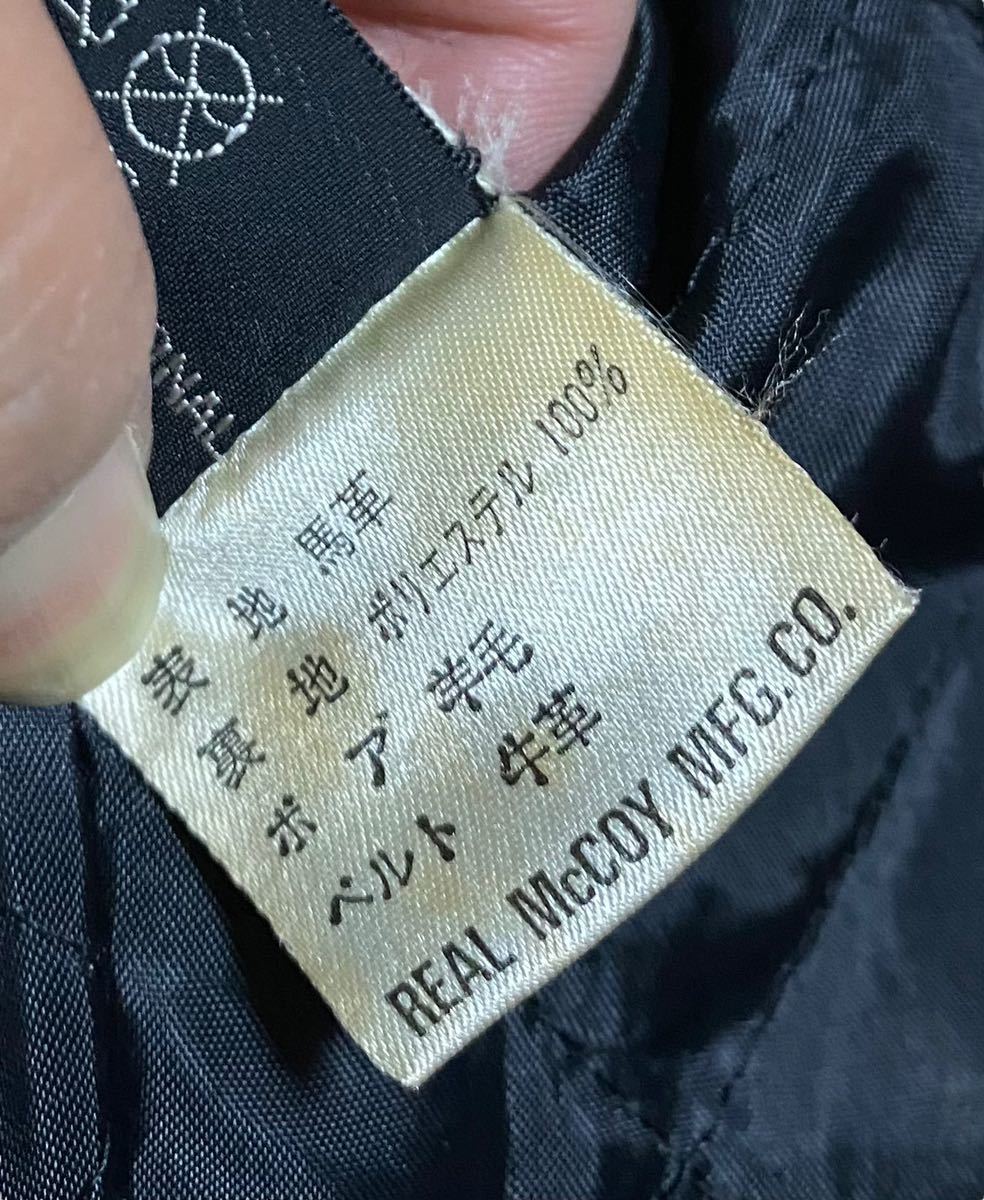 表地 馬革
裏地 ポリエステル 100%
ボア 羊毛
ベルト 牛革
REAL McCOY MFG.CO.